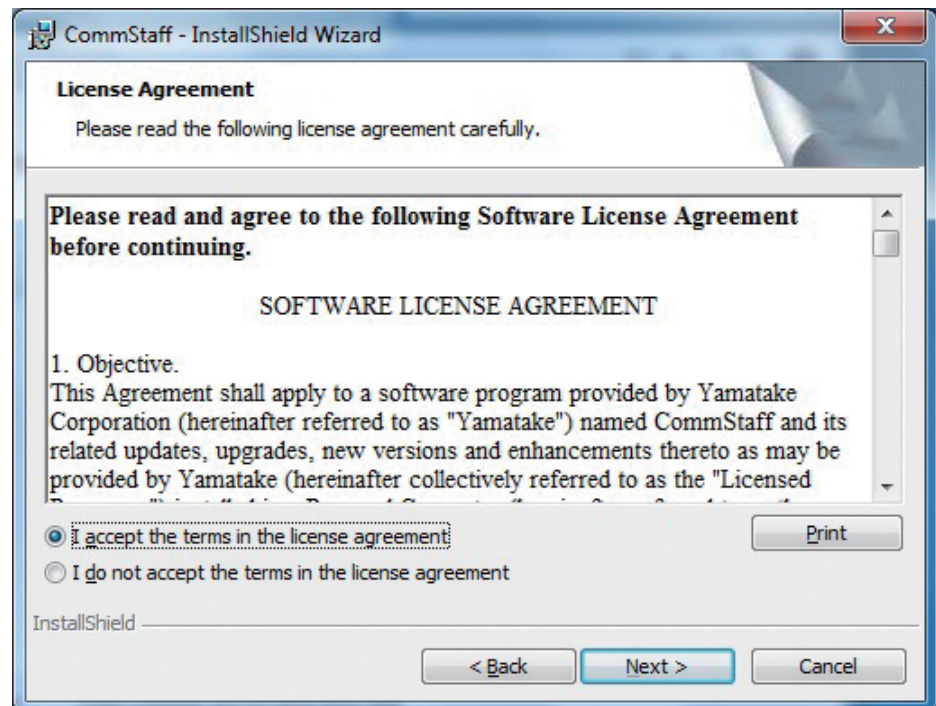 CommStaff - InstallShield Wizard
License Agreement
Please read the following license agreement carefully.
Please read and agree to the following Software License Agreement
before continuing.
SOFTWARE LICENSE AGREEMENT
1. Objective.
This Agreement shall apply to a software program provided by Yamatake
Corporation (hereinafter referred to as "Yamatake") named CommStaff and its
related updates, upgrades, new versions and enhancements thereto as may be
provided by Yamatake (hereinafter collectively referred to as the "Licensed
I accept the terms in the license agreement
Print
I do not accept the terms in the license agreement
InstallShield
< Back
Next >
Cancel